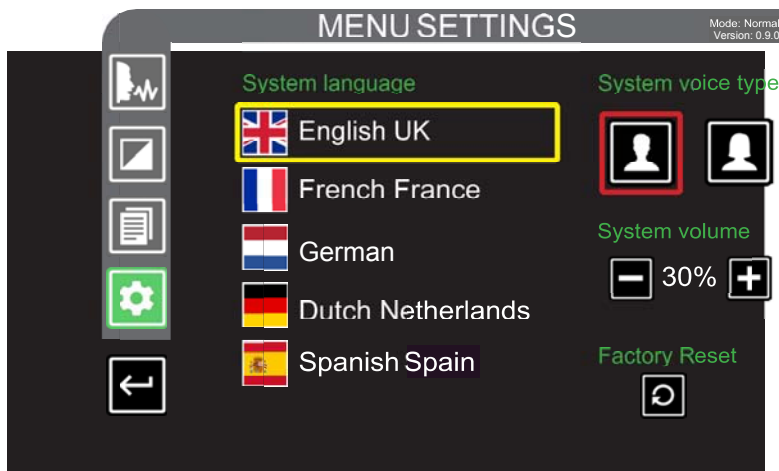 MENU SETTINGS
Mode: Normal
Version: 0.9.0
System language
English UK
French France
German
Dutch Netherlands
Spanish Spain
System voice type
System volume
30%
Factory Reset